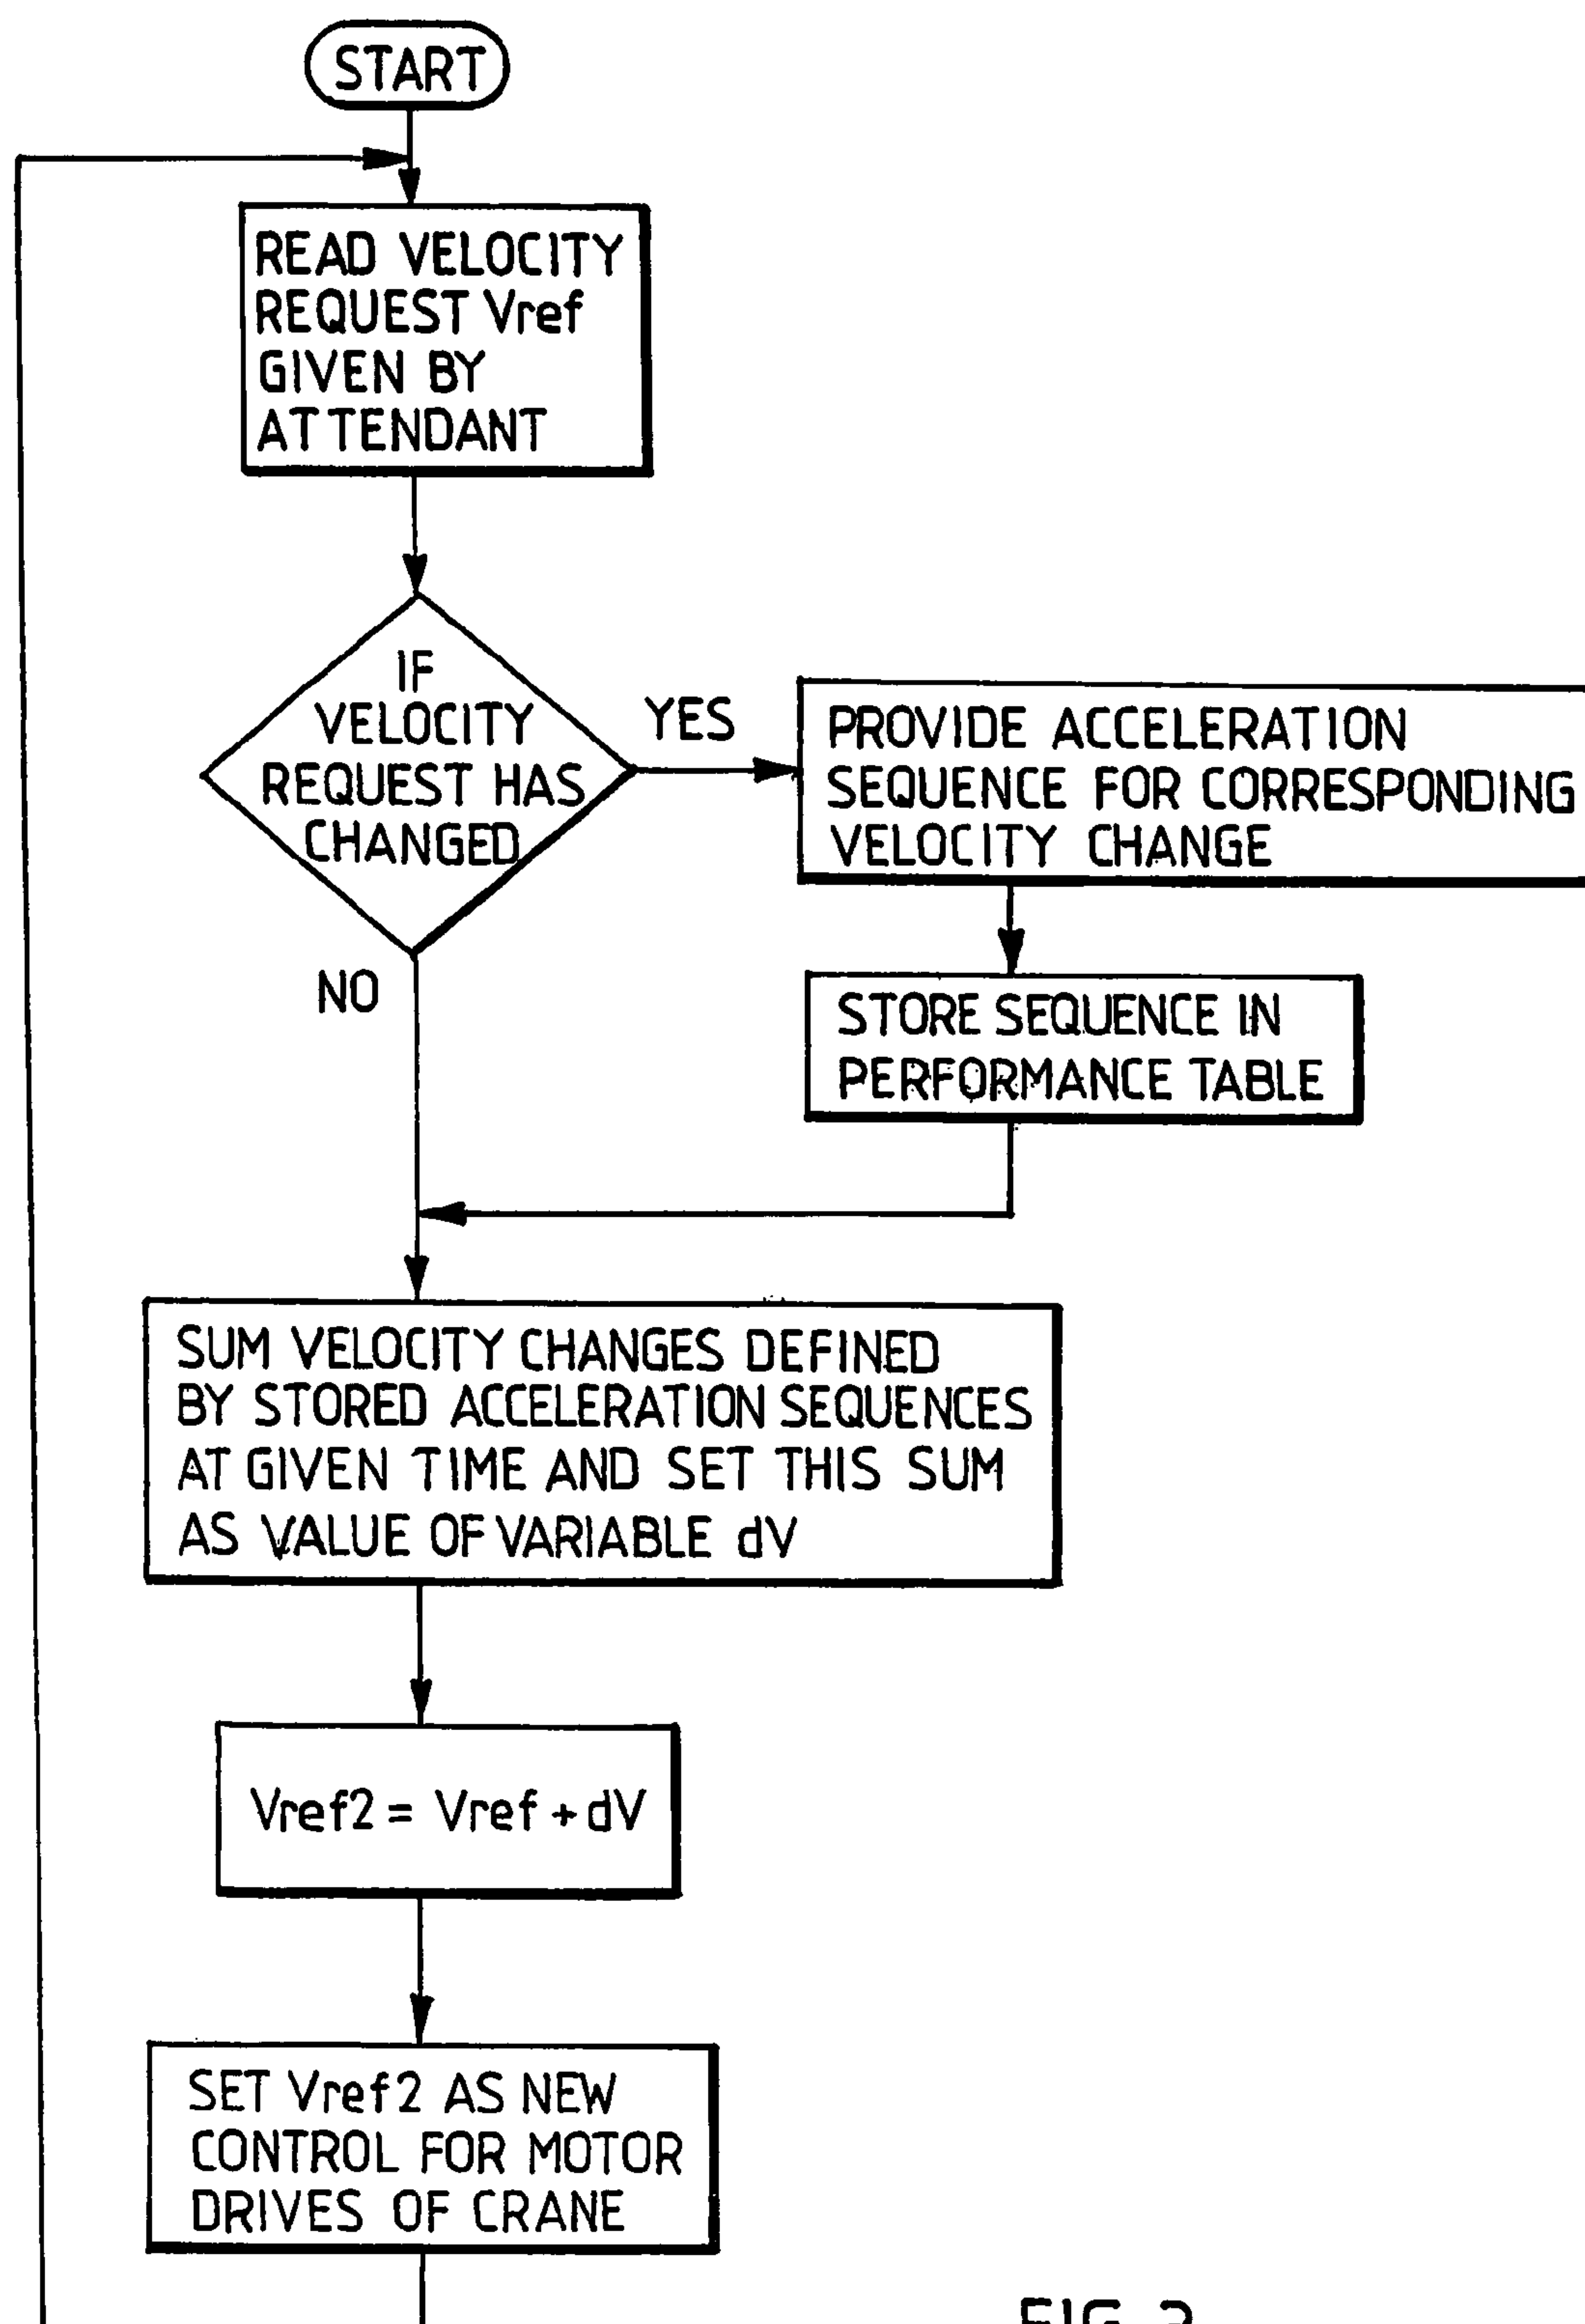 START
READ VELOCITY
REQUEST Vref
GIVEN BY
ATTENDANT
IF
VELOCITY
REQUEST HAS
CHANGED
YES
PROVIDE ACCELERATION
SEQUENCE FOR CORRESPONDING
VELOCITY CHANGE
NO
STORE SEQUENCE IN
PERFORMANCE TABLE
SUM VELOCITY CHANGES DEFINED
BY STORED ACCELERATION SEQUENCES
AT GIVEN TIME AND SET THIS SUM
AS VALUE OF VARIABLE dV
Vref2 = Vref + dV
SET Vref2 AS NEW
CONTROL FOR MOTOR
DRIVES OF CRANE